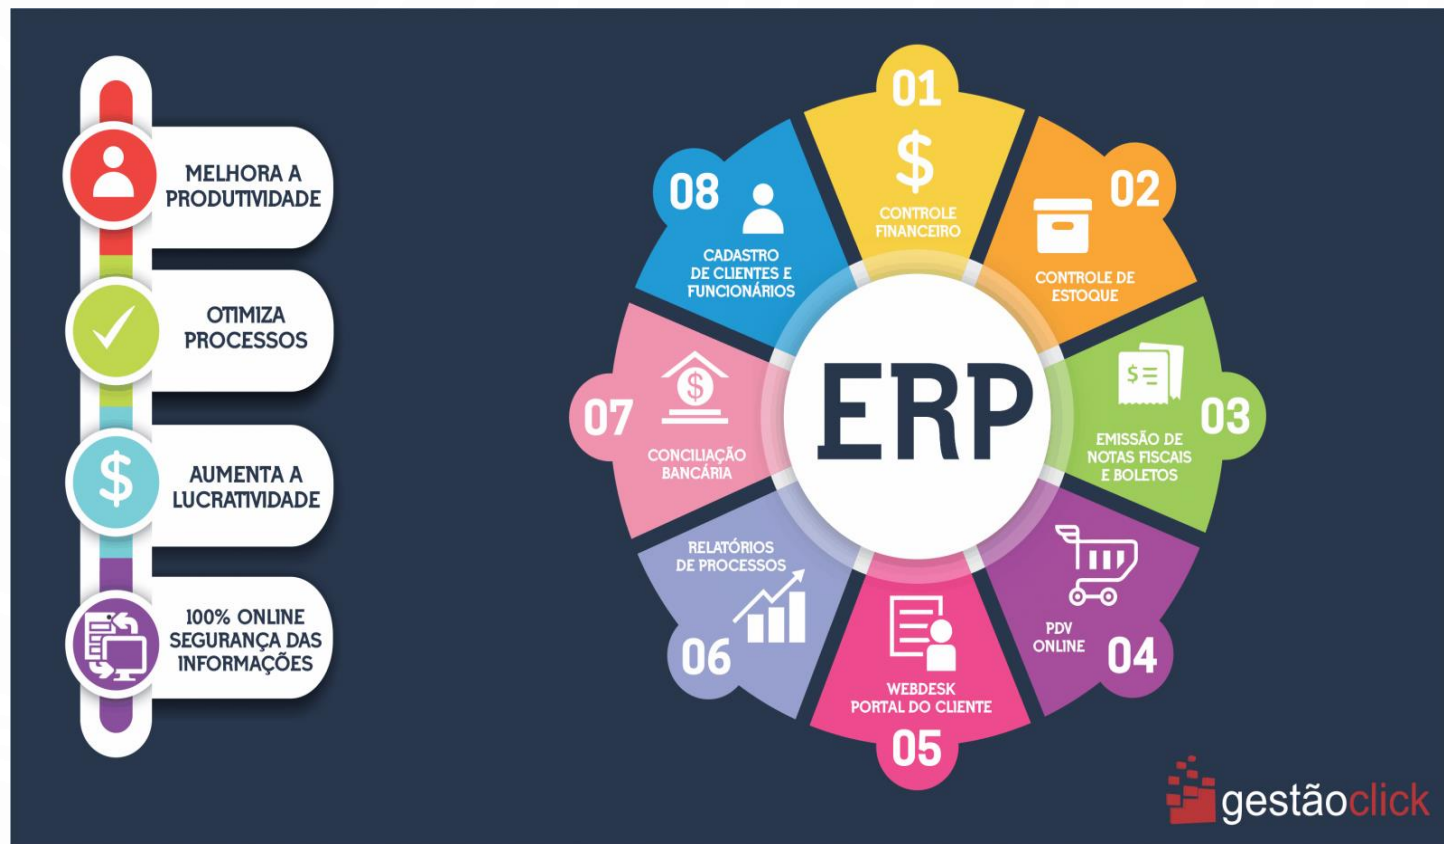 MELHORA A
PRODUTIVIDADE
OTIMIZA
PROCESSOS
$
AUMENTA A
LUCRATIVIDADE
100% ONLINE
SEGURANÇA DAS
INFORMAÇÕES
ERP
01
$
CONTROLE
FINANCEIRO
02
CONTROLE DE
ESTOQUE
03
$
EMISSÃO DE
NOTAS FISCAIS
E BOLETOS
04
PDV
ONLINE
05
WEBDESK
PORTAL DO CLIENTE
06
RELATÓRIOS
DE PROCESSOS
07
$
CONCILIAÇÃO
BANCÁRIA
08
CADASTRO
DE CLIENTES E
FUNCIONÁRIOS
gestãoclick